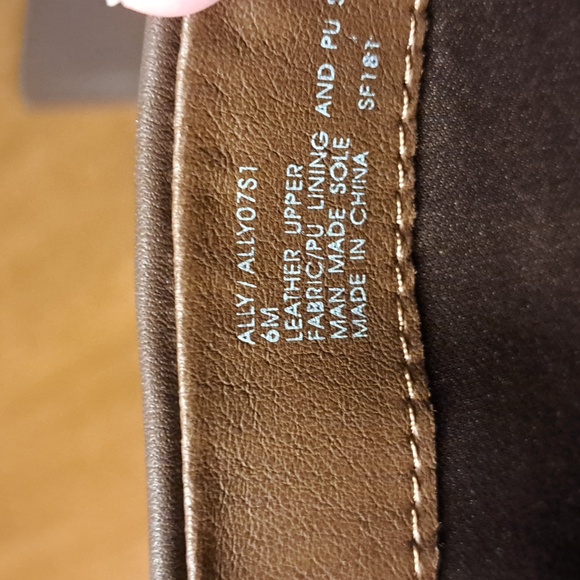 ALLY / ALLY07S1
6M
LEATHER UPPER
FABRIC/PU LINING AND PU S
MAN MADE SOLE
MADE IN CHINA SF181